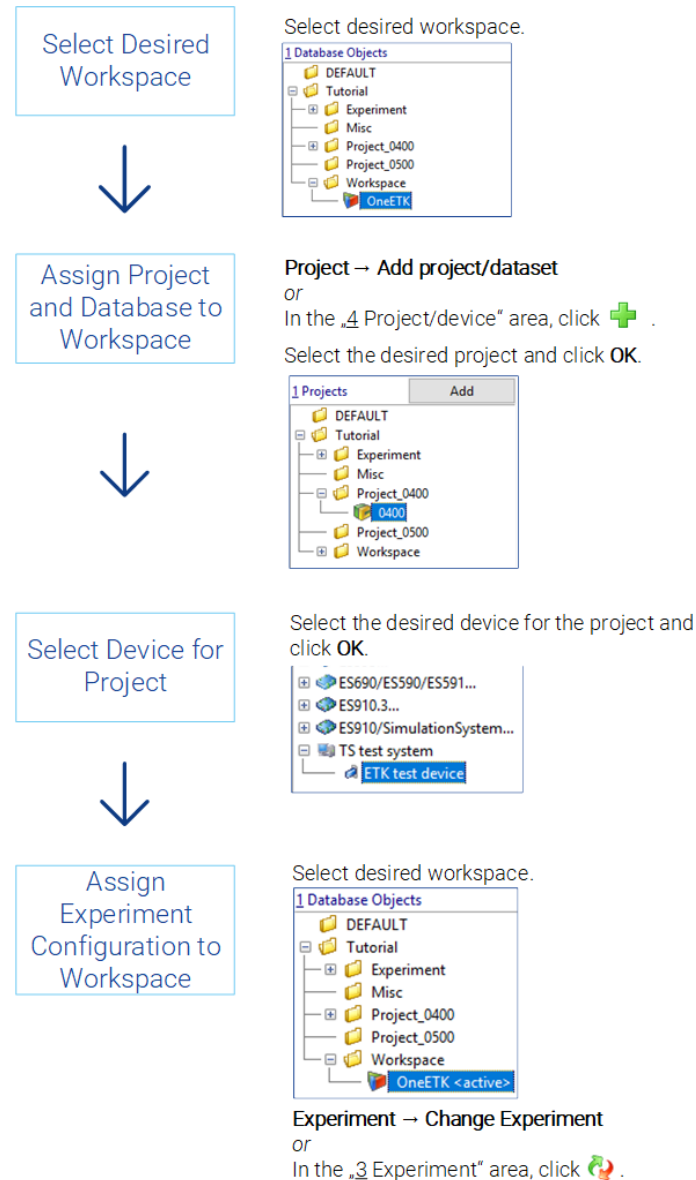 Select Desired
Workspace
Select desired workspace.
1 Database Objects
DEFAULT
Tutorial
Experiment
Misc
Project_0400
Project_0500
Workspace
OneETK
Assign Project
and Database to
Workspace
Project → Add project/dataset
or
In the „4 Project/device“ area, click .
Select the desired project and click OK.
1 Projects Add
DEFAULT
Tutorial
Experiment
Misc
Project_0400
0400
Project_0500
Workspace
Select Device for
Project
Select the desired device for the project and
click OK.
ES690/ES590/ES591...
ES910.3...
ES910/SimulationSystem...
TS test system
ETK test device
Assign
Experiment
Configuration to
Workspace
Select desired workspace.
1 Database Objects
DEFAULT
Tutorial
Experiment
Misc
Project_0400
Project_0500
Workspace
OneETK <active>
Experiment → Change Experiment
or
In the „3 Experiment“ area, click .